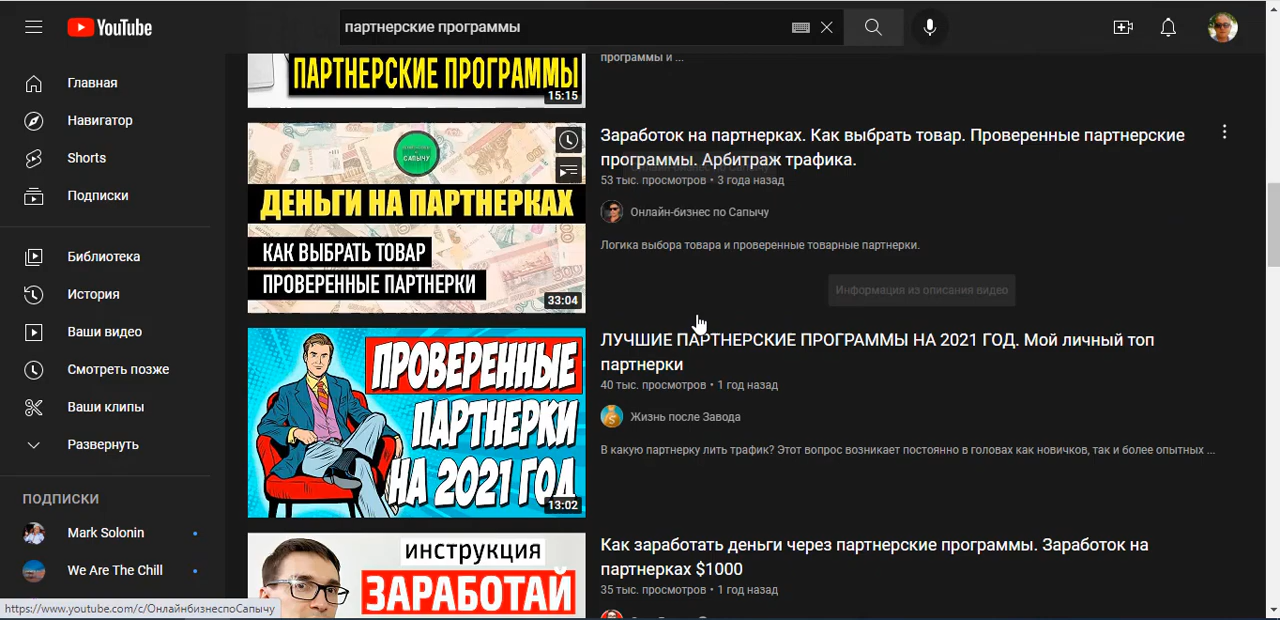 YouTube
партнерские программы
Главная
Навигатор
Shorts
Подписки
Библиотека
История
Ваши видео
Смотреть позже
Ваши клипы
Развернуть
ПОДПИСКИ
Mark Solonin
We Are The Chill
https://www.youtube.com/c/ОнлайнбизнеспоСапычу
ПАРТНЕРСКИЕ ПРОГРАММЫ
15:15
программы и ...
САПЫЧУ
ДЕНЬГИ НА ПАРТНЕРКАХ
КАК ВЫБРАТЬ ТОВАР
ПРОВЕРЕННЫЕ ПАРТНЕРКИ
33:04
Заработок на партнерках. Как выбрать товар. Проверенные партнерские
программы. Арбитраж трафика.
53 тыс. просмотров • 3 года назад
Онлайн-бизнес по Сапычу
Логика выбора товара и проверенные товарные партнерки.
Информация из описания видео
ПРОВЕРЕННЫЕ
ПАРТНЕРКИ
НА 2021 ГОД
13:02
ЛУЧШИЕ ПАРТНЕРСКИЕ ПРОГРАММЫ НА 2021 ГОД. Мой личный топ
партнерки
40 тыс. просмотров • 1 год назад
Жизнь после Завода
В какую партнерку лить трафик? Этот вопрос возникает постоянно в головах как новичков, так и более опытных ...
инструкция
ЗАРАБОТАЙ
Как заработать деньги через партнерские программы. Заработок на
партнерках $1000
35 тыс. просмотров • 1 год назад